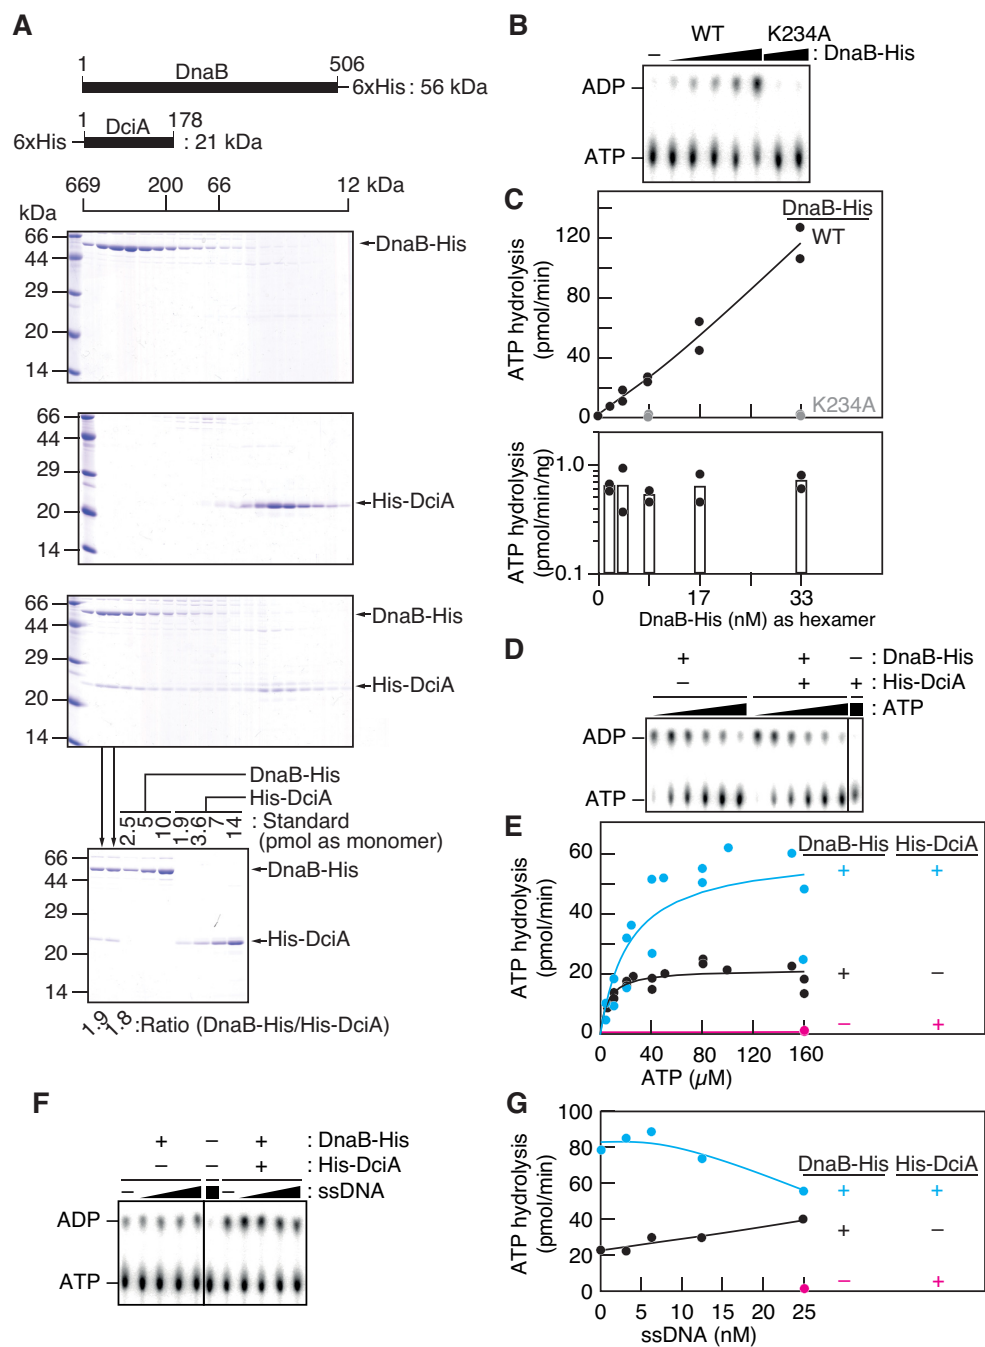 A
1 506
DnaB
6xHis : 56 kDa
1 178
DciA
6xHis : 21 kDa
669 200 66 12 kDa
kDa
66
44
29
20
14
DnaB-His
66
44
29
20
14
His-DciA
66
44
29
20
14
DnaB-His
His-DciA
DnaB-His
His-DciA
2.5 5 10 1.9 3.6 7 14 : Standard
(pmol as monomer)
66
44
29
20
14
DnaB-His
His-DciA
1.9 1.8 :Ratio (DnaB-His/His-DciA)
B
WT K234A
– : DnaB-His
ADP
ATP
C
ATP hydrolysis
(pmol/min)
120
80
40
0
DnaB-His
WT
K234A
ATP hydrolysis
(pmol/min/ng)
1.0
0.1
0 17 33
DnaB-His (nM) as hexamer
D
+ + – : DnaB-His
– + + : His-DciA
: ATP
ADP
ATP
E
ATP hydrolysis
(pmol/min)
60
40
20
0
0 40 80 120 160
ATP (µM)
DnaB-His His-DciA
+ +
+ –
– +
F
+ – + : DnaB-His
– + : His-DciA
– – : ssDNA
ADP
ATP
G
ATP hydrolysis
(pmol/min)
100
80
60
40
20
0
0 5 10 15 20 25
ssDNA (nM)
DnaB-His His-DciA
+ +
+ –
– +